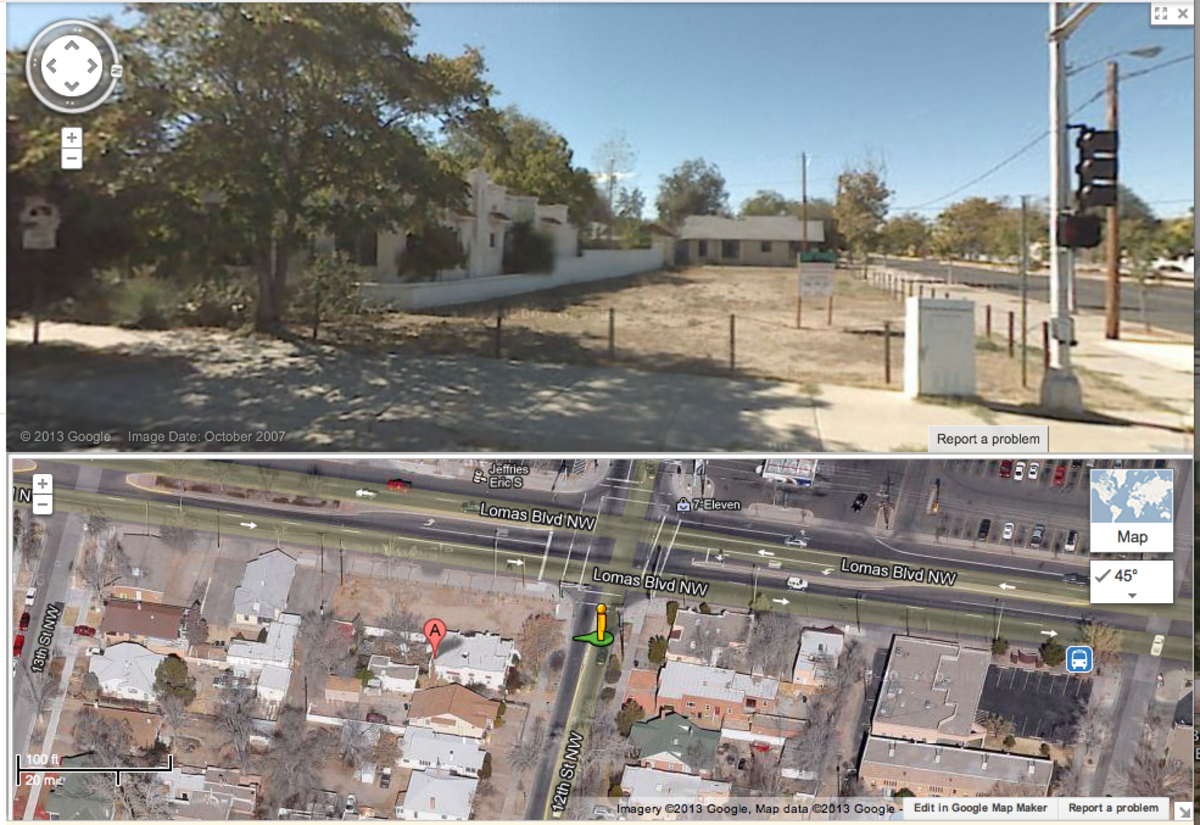 © 2013 Google Image Date: October 2007
Report a problem
N
Jeffries
Eric S
7-Eleven
Lomas Blvd NW
Lomas Blvd NW
Lomas Blvd NW
Map
45°
13th St NW
A
12th St NW
100 ft
20 m
Imagery ©2013 Google, Map data ©2013 Google -
Edit in Google Map Maker
Report a problem